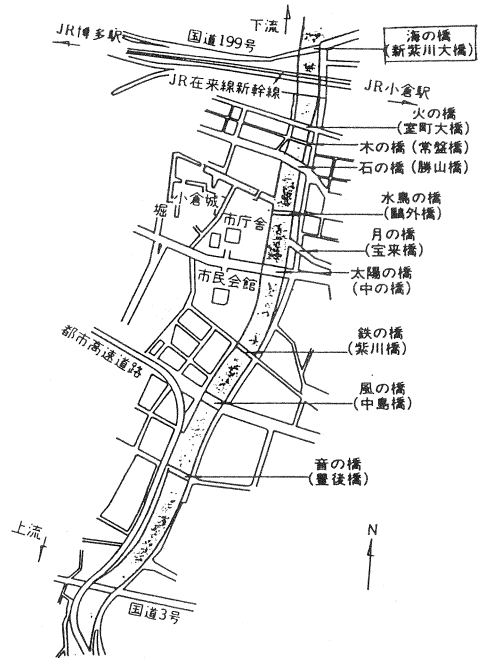 下流
国道199号
JR博多駅
海の橋
(新紫川大橋)
JR在来線新幹線
JR小倉駅
火の橋
(室町大橋)
木の橋(常盤橋)
石の橋(勝山橋)
小倉城
堀
市庁舎
水鳥の橋
(鷗外橋)
月の橋
(宝来橋)
太陽の橋
(中の橋)
市民会館
鉄の橋
(紫川橋)
都市高速道路
風の橋
(中島橋)
音の橋
(豊後橋)
上流
N
国道3号